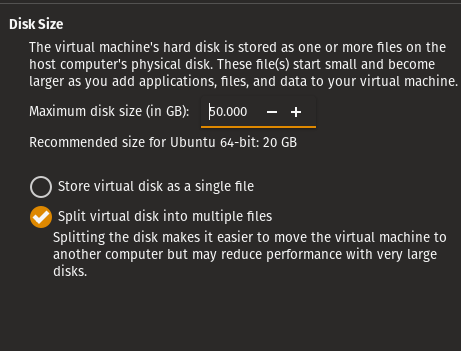 Disk Size
The virtual machine's hard disk is stored as one or more files on the
host computer's physical disk. These file(s) start small and become
larger as you add applications, files, and data to your virtual machine.
Maximum disk size (in GB): 50.000 − +
Recommended size for Ubuntu 64-bit: 20 GB
Store virtual disk as a single file
Split virtual disk into multiple files
Splitting the disk makes it easier to move the virtual machine to
another computer but may reduce performance with very large
disks.